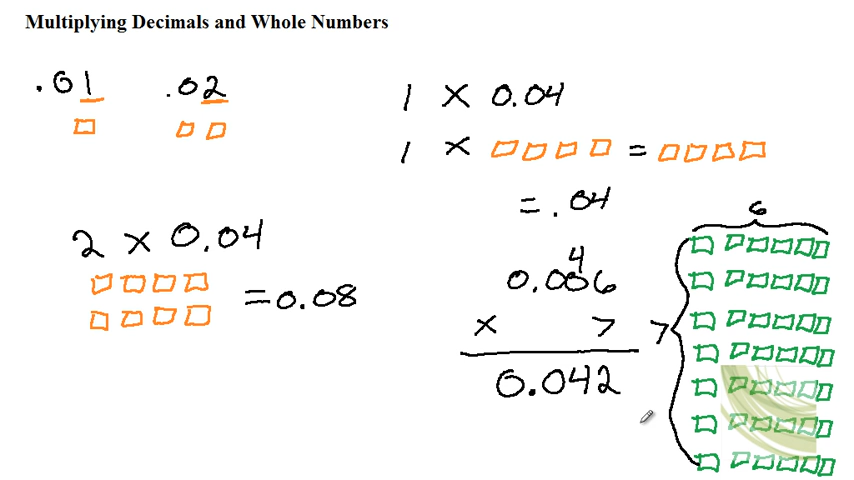 Multiplying Decimals and Whole Numbers
.01 .02
1 × 0.04
1 × =
= .04
2 × 0.04
= 0.08
4
0.006
× 7
0.042
6
7